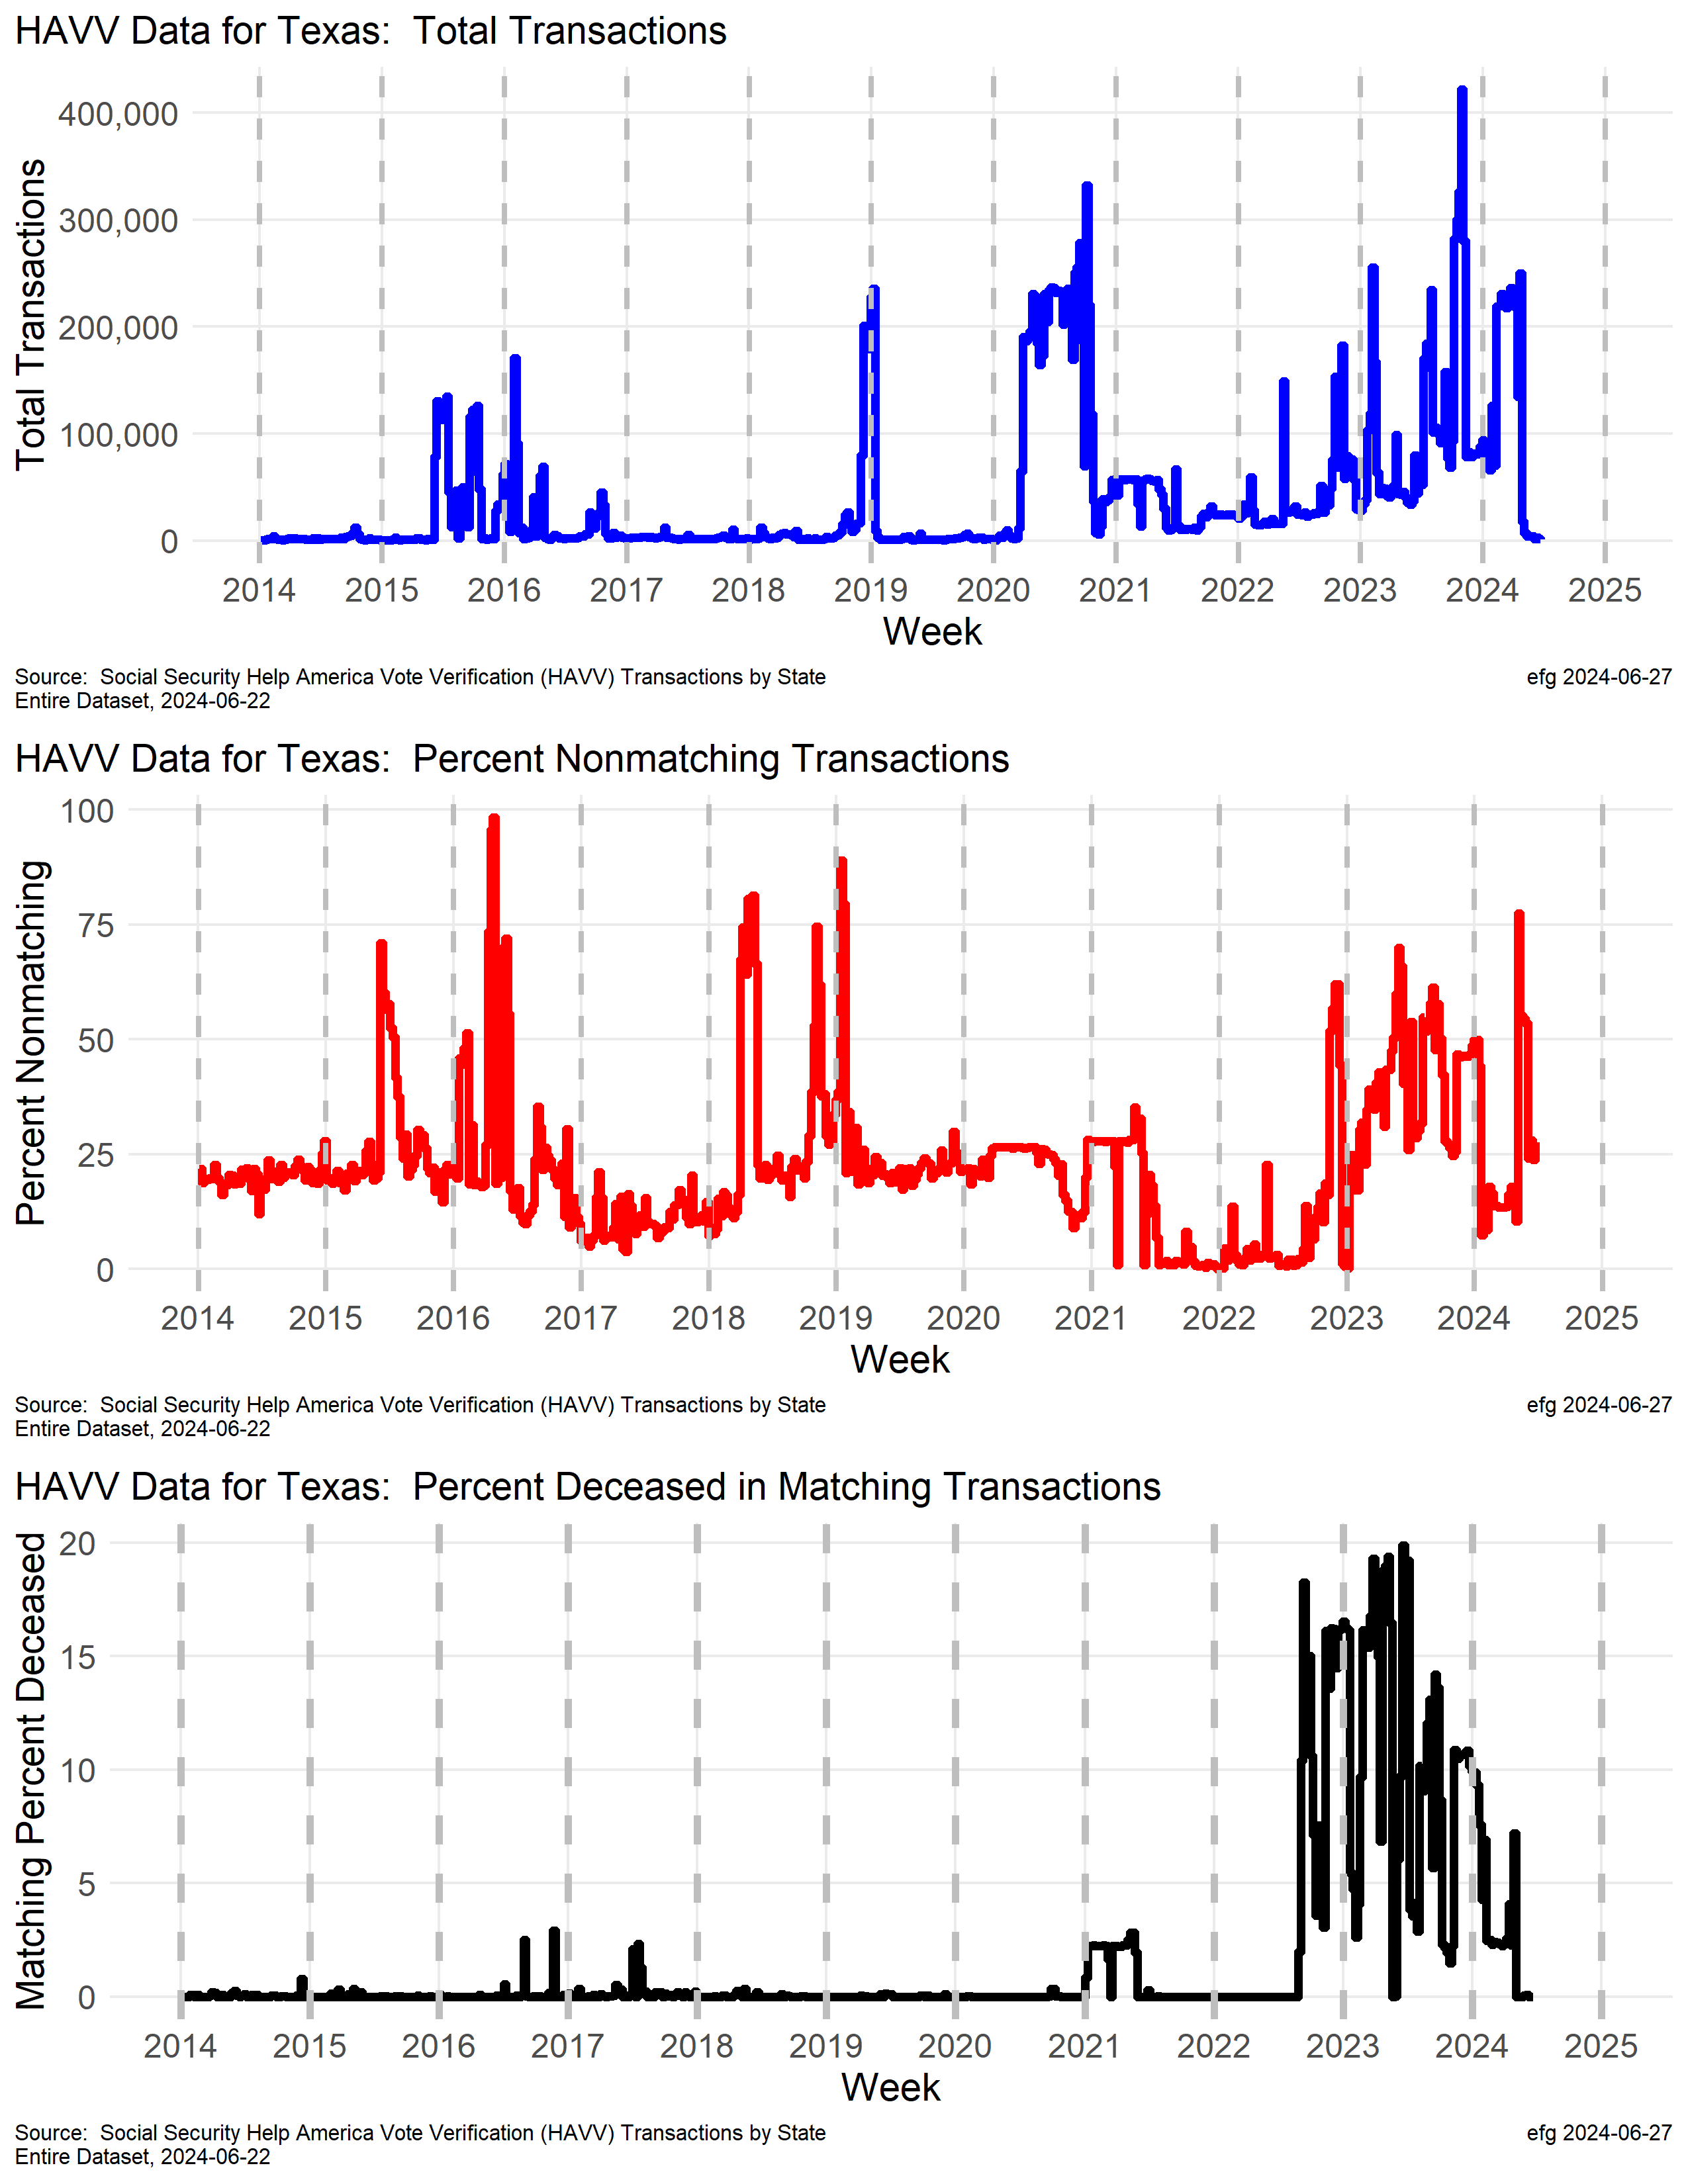 HAVV Data for Texas:  Total Transactions
Total Transactions
400,000
300,000
200,000
100,000
0
2014 2015 2016 2017 2018 2019 2020 2021 2022 2023 2024 2025
Week
Source:  Social Security Help America Vote Verification (HAVV) Transactions by State
Entire Dataset, 2024-06-22
efg 2024-06-27
HAVV Data for Texas:  Percent Nonmatching Transactions
Percent Nonmatching
100
75
50
25
0
2014 2015 2016 2017 2018 2019 2020 2021 2022 2023 2024 2025
Week
Source:  Social Security Help America Vote Verification (HAVV) Transactions by State
Entire Dataset, 2024-06-22
efg 2024-06-27
HAVV Data for Texas:  Percent Deceased in Matching Transactions
Matching Percent Deceased
20
15
10
5
0
2014 2015 2016 2017 2018 2019 2020 2021 2022 2023 2024 2025
Week
Source:  Social Security Help America Vote Verification (HAVV) Transactions by State
Entire Dataset, 2024-06-22
efg 2024-06-27